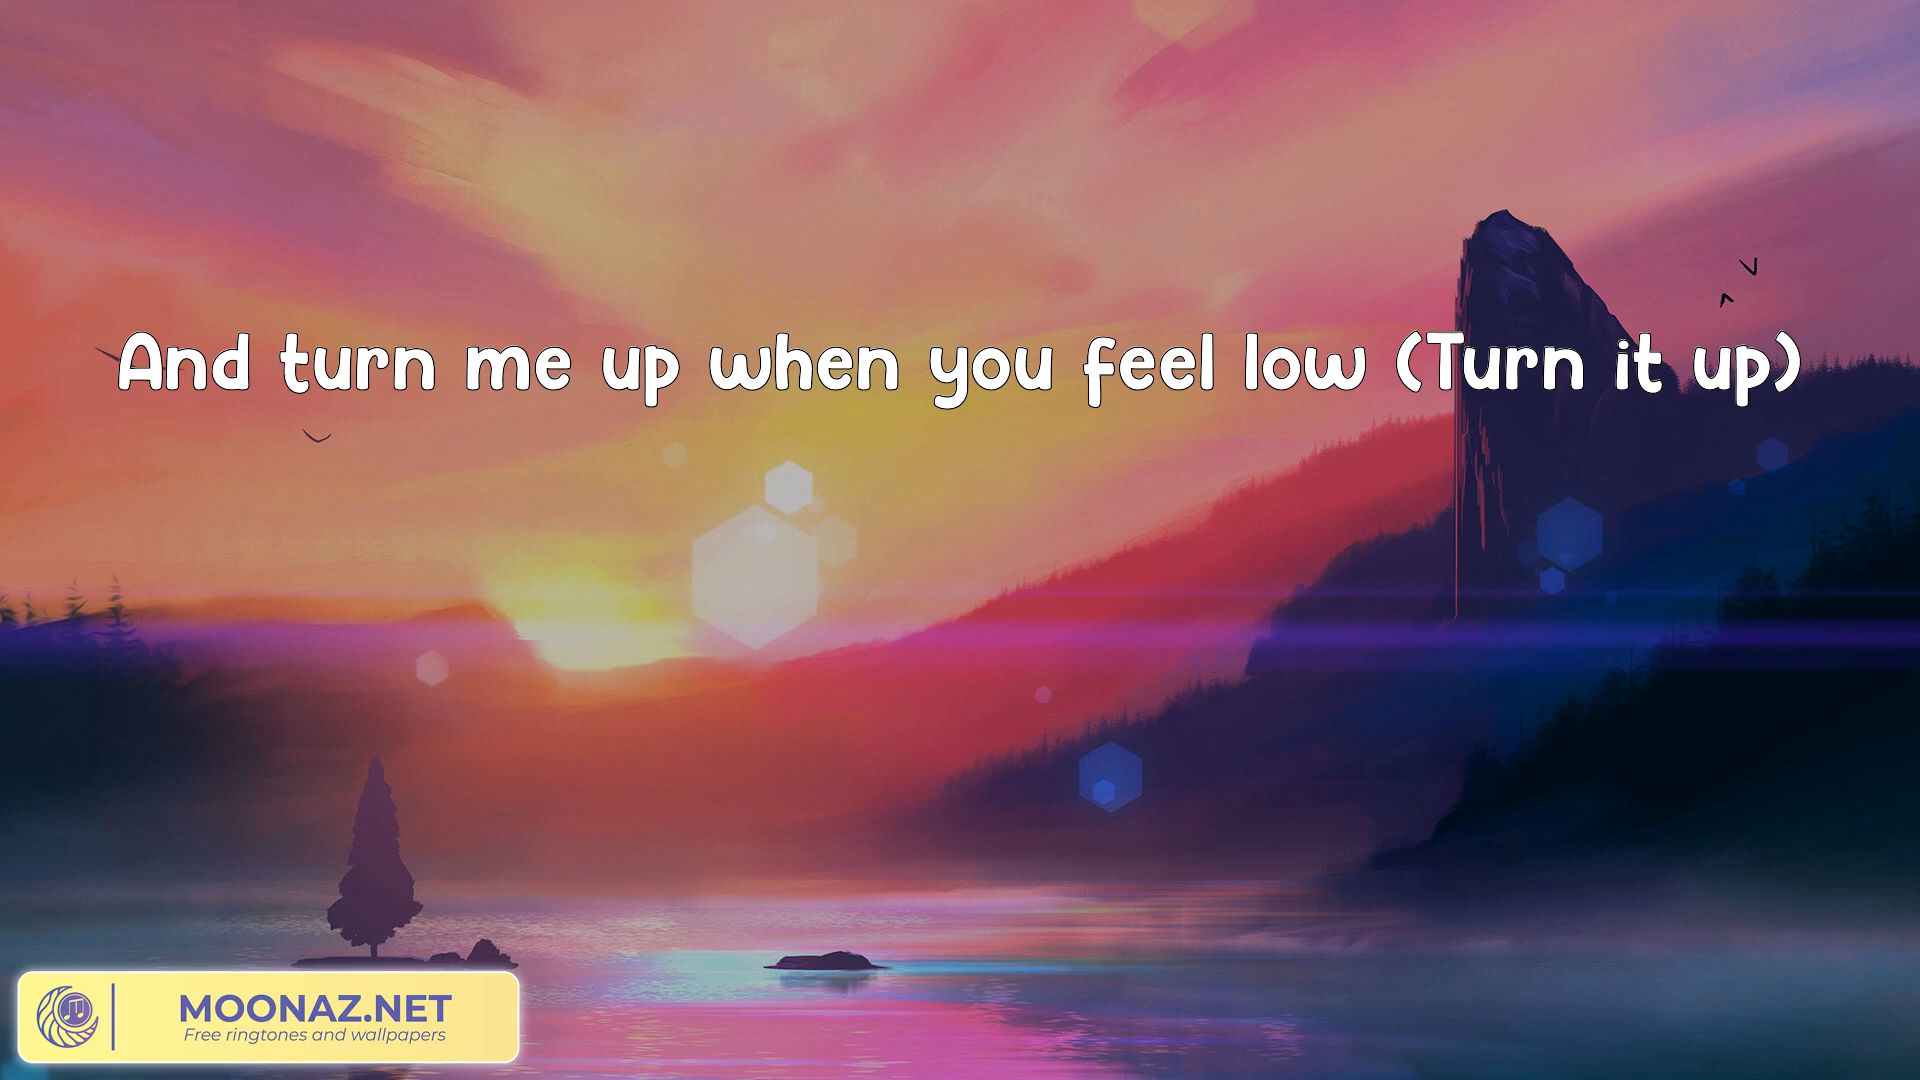 And turn me up when you feel low (Turn it up)
MOONAZ.NET
Free ringtones and wallpapers